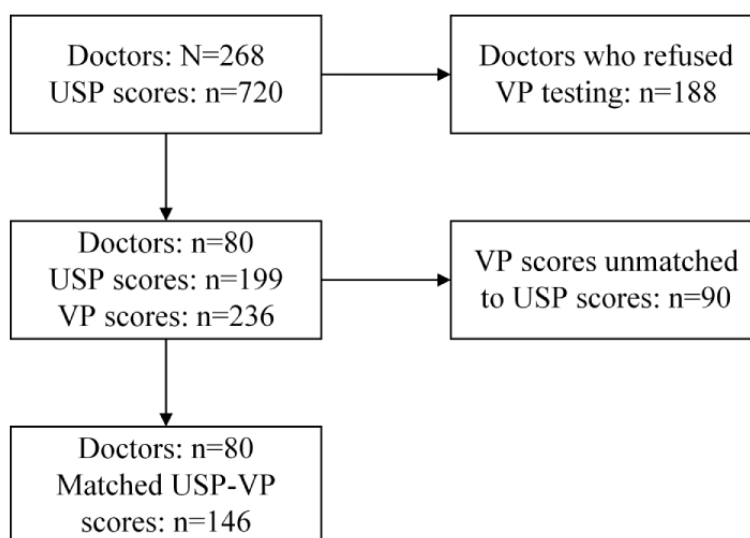 Doctors: N=268
USP scores: n=720
Doctors who refused
VP testing: n=188
Doctors: n=80
USP scores: n=199
VP scores: n=236
VP scores unmatched
to USP scores: n=90
Doctors: n=80
Matched USP-VP
scores: n=146